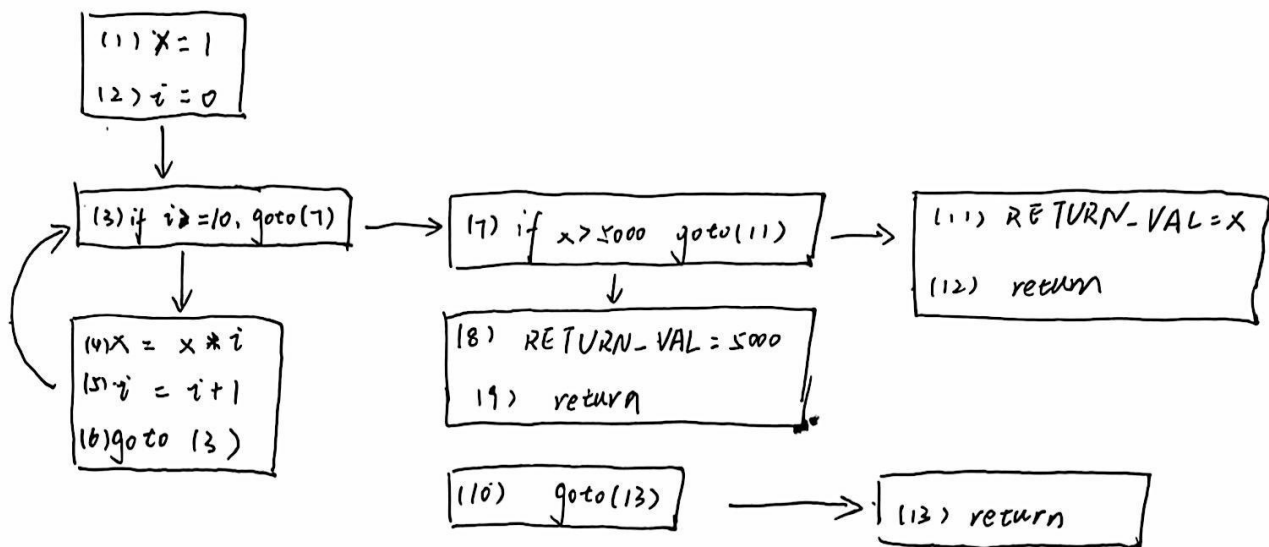 (1) x = 1
(2) i = 0
(3) if i >= 10, goto(7)
(4) x = x * i
(5) i = i + 1
(6) goto (3)
(7) if x > 5000 goto(11)
(8) RETURN_VAL = 5000
(9) return
(10) goto(13)
(11) RETURN_VAL = X
(12) return
(13) return